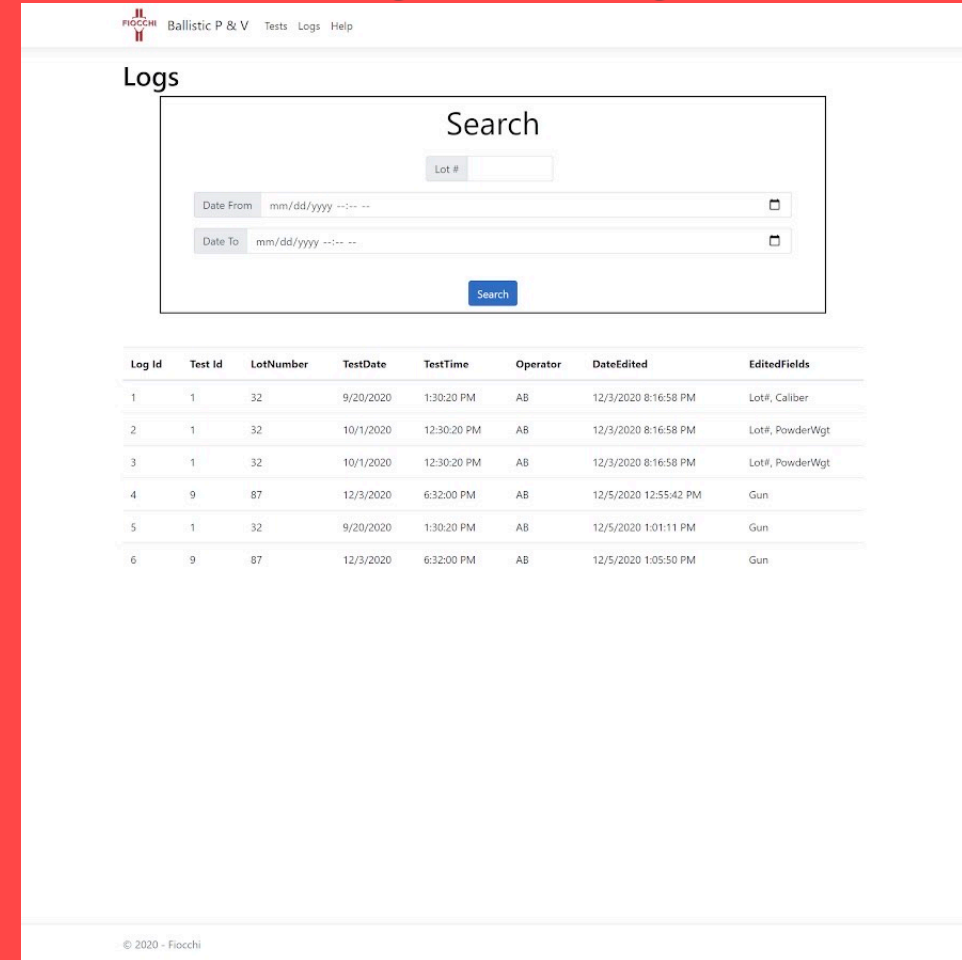 FIOCCHI Ballistic P & V Tests Logs Help
Logs
Search
Lot #
Date From mm/dd/yyyy --:-- --
Date To mm/dd/yyyy --:-- --
Search
Log Id Test Id LotNumber TestDate TestTime Operator DateEdited EditedFields
1 1 32 9/20/2020 1:30:20 PM AB 12/3/2020 8:16:58 PM Lot#, Caliber
2 1 32 10/1/2020 12:30:20 PM AB 12/3/2020 8:16:58 PM Lot#, PowderWgt
3 1 32 10/1/2020 12:30:20 PM AB 12/3/2020 8:16:58 PM Lot#, PowderWgt
4 9 87 12/3/2020 6:32:00 PM AB 12/5/2020 12:55:42 PM Gun
5 1 32 9/20/2020 1:30:20 PM AB 12/5/2020 1:01:11 PM Gun
6 9 87 12/3/2020 6:32:00 PM AB 12/5/2020 1:05:50 PM Gun
© 2020 - Fiocchi